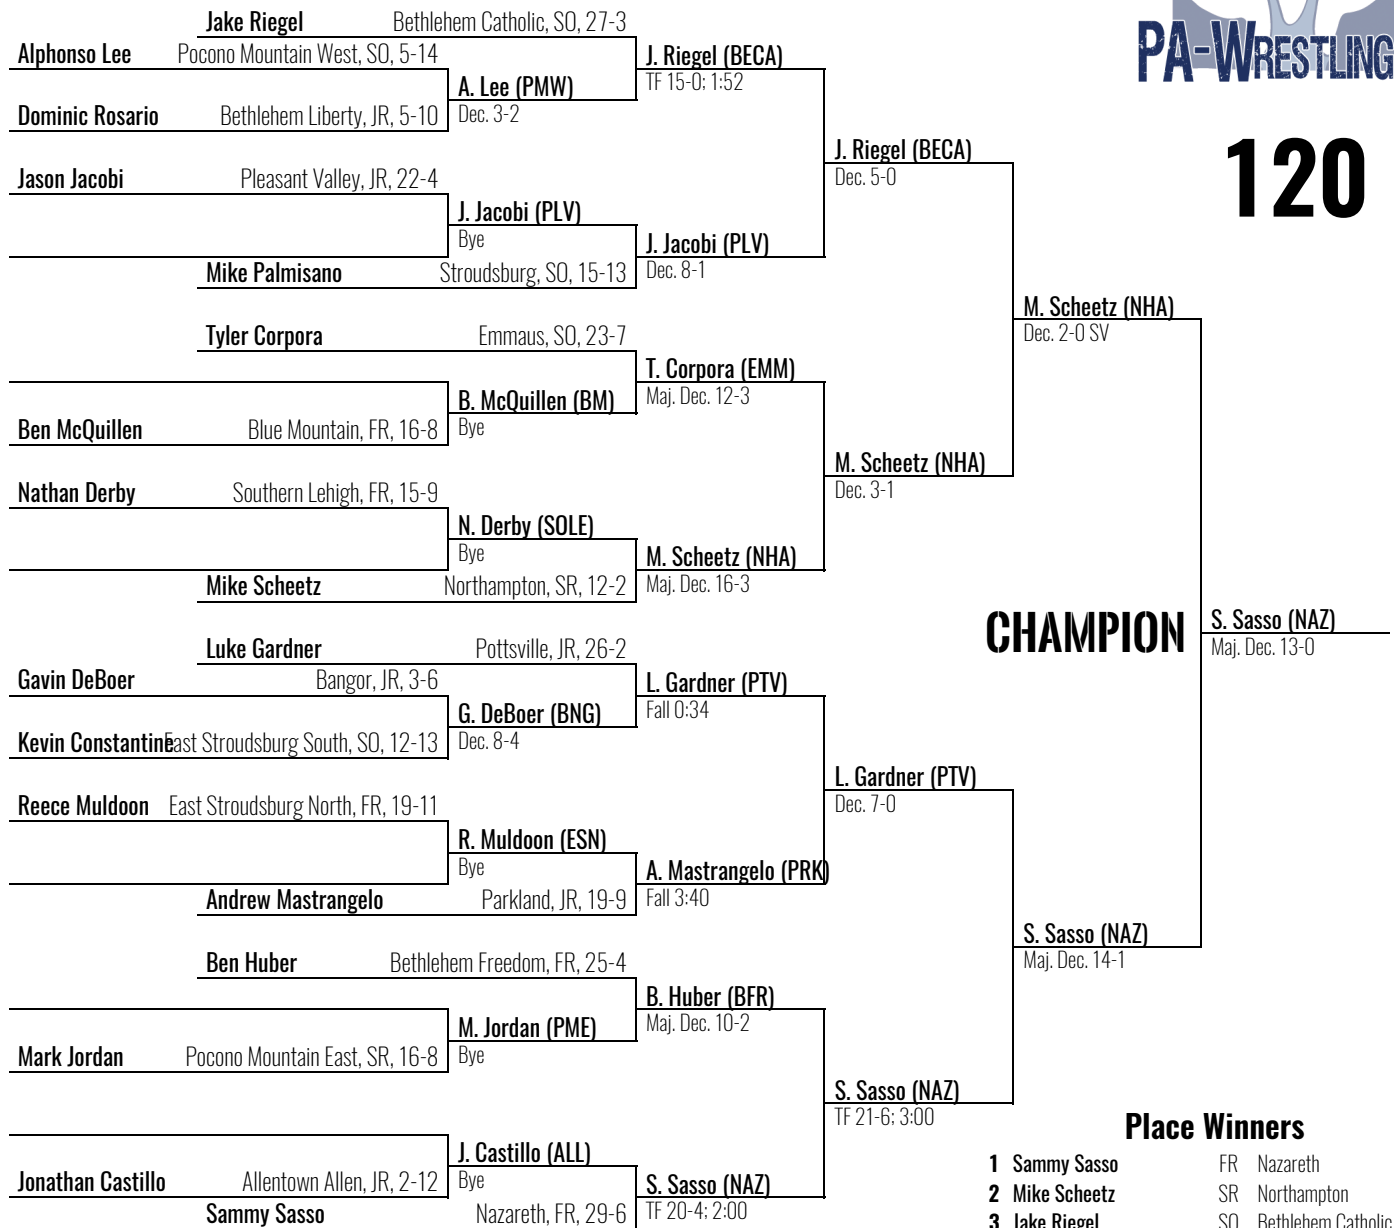 Jake Riegel Bethlehem Catholic, SO, 27-3
Alphonso Lee Pocono Mountain West, SO, 5-14
J. Riegel (BECA)
TF 15-0; 1:52
A. Lee (PMW)
Dec. 3-2
Dominic Rosario Bethlehem Liberty, JR, 5-10
PA-WRESTLING
120
J. Riegel (BECA)
Dec. 5-0
Jason Jacobi Pleasant Valley, JR, 22-4
J. Jacobi (PLV)
Bye
J. Jacobi (PLV)
Dec. 8-1
Mike Palmisano Stroudsburg, SO, 15-13
M. Scheetz (NHA)
Dec. 2-0 SV
Tyler Corpora Emmaus, SO, 23-7
T. Corpora (EMM)
Maj. Dec. 12-3
B. McQuillen (BM)
Bye
Ben McQuillen Blue Mountain, FR, 16-8
M. Scheetz (NHA)
Dec. 3-1
Nathan Derby Southern Lehigh, FR, 15-9
N. Derby (SOLE)
Bye
M. Scheetz (NHA)
Maj. Dec. 16-3
Mike Scheetz Northampton, SR, 12-2
CHAMPION
S. Sasso (NAZ)
Maj. Dec. 13-0
Luke Gardner Pottsville, JR, 26-2
Gavin DeBoer Bangor, JR, 3-6
L. Gardner (PTV)
Fall 0:34
G. DeBoer (BNG)
Dec. 8-4
Kevin Constantine East Stroudsburg South, SO, 12-13
L. Gardner (PTV)
Dec. 7-0
Reece Muldoon East Stroudsburg North, FR, 19-11
R. Muldoon (ESN)
Bye
A. Mastrangelo (PRK)
Fall 3:40
Andrew Mastrangelo Parkland, JR, 19-9
S. Sasso (NAZ)
Maj. Dec. 14-1
Ben Huber Bethlehem Freedom, FR, 25-4
B. Huber (BFR)
Maj. Dec. 10-2
M. Jordan (PME)
Bye
Mark Jordan Pocono Mountain East, SR, 16-8
S. Sasso (NAZ)
TF 21-6; 3:00
J. Castillo (ALL)
Bye
Jonathan Castillo Allentown Allen, JR, 2-12
S. Sasso (NAZ)
TF 20-4; 2:00
Sammy Sasso Nazareth, FR, 29-6
Place Winners
1 Sammy Sasso FR Nazareth
2 Mike Scheetz SR Northampton
3 Jake Riegel SO Bethlehem Catholic